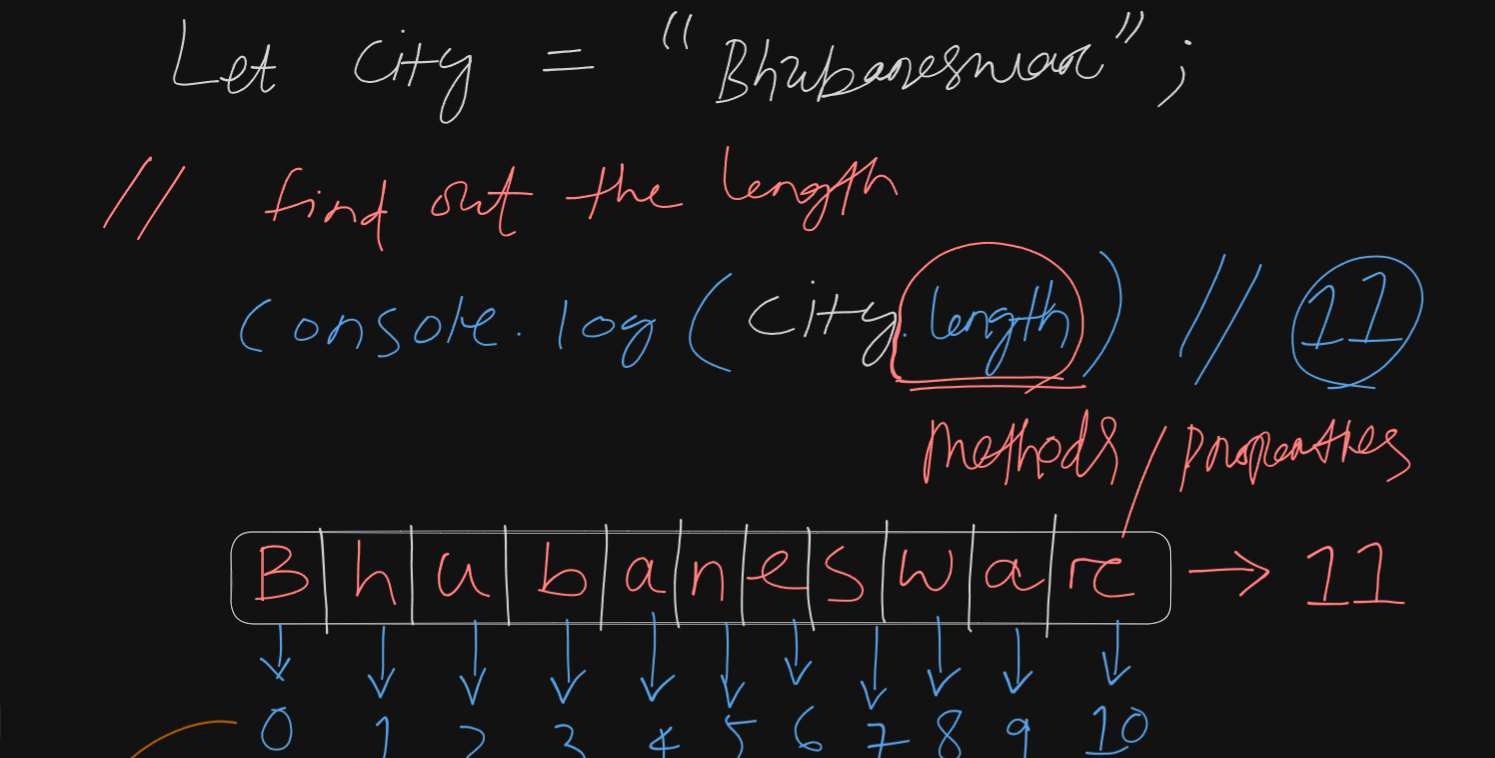 Let city = "Bhubaneswar";
// find out the length
console.log(city.length) // 11
Methods/properties
B h u b a n e s w a r → 11
0 1 2 3 4 5 6 7 8 9 10